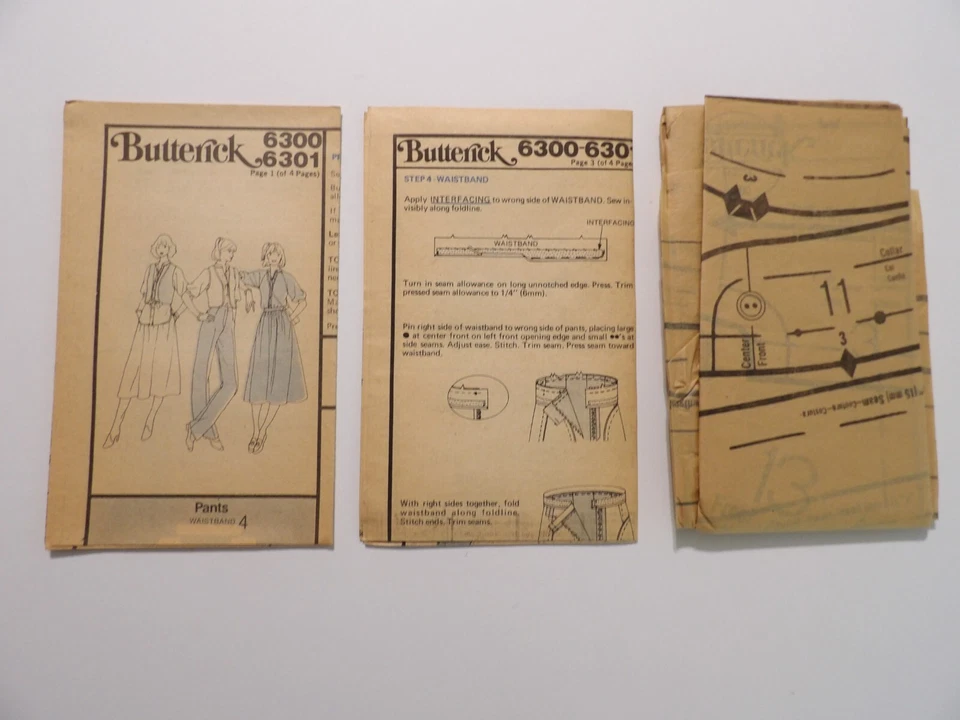 Butterick 6300
6301
Page 1 (of 4 Pages)
Pants
WAISTBAND 4
Butterick 6300-630
Page 3 (of 4 Page
STEP 4 - WAISTBAND
Apply INTERFACING to wrong side of WAISTBAND. Sew in-
visibly along foldline.
INTERFACING
WAISTBAND
Turn in seam allowance on long unnotched edge. Press. Trim
pressed seam allowance to 1/4" (6mm).
Pin right side of waistband to wrong side of pants, placing large
● at center front on left front opening edge and small ●●'s at
side seams. Adjust ease. Stitch. Trim seam. Press seam toward
waistband.
With right sides together, fold
waistband along foldline.
Stitch ends. Trim seams.
3
Collar
11
Center
Front
3
(15 mm) Seam
13